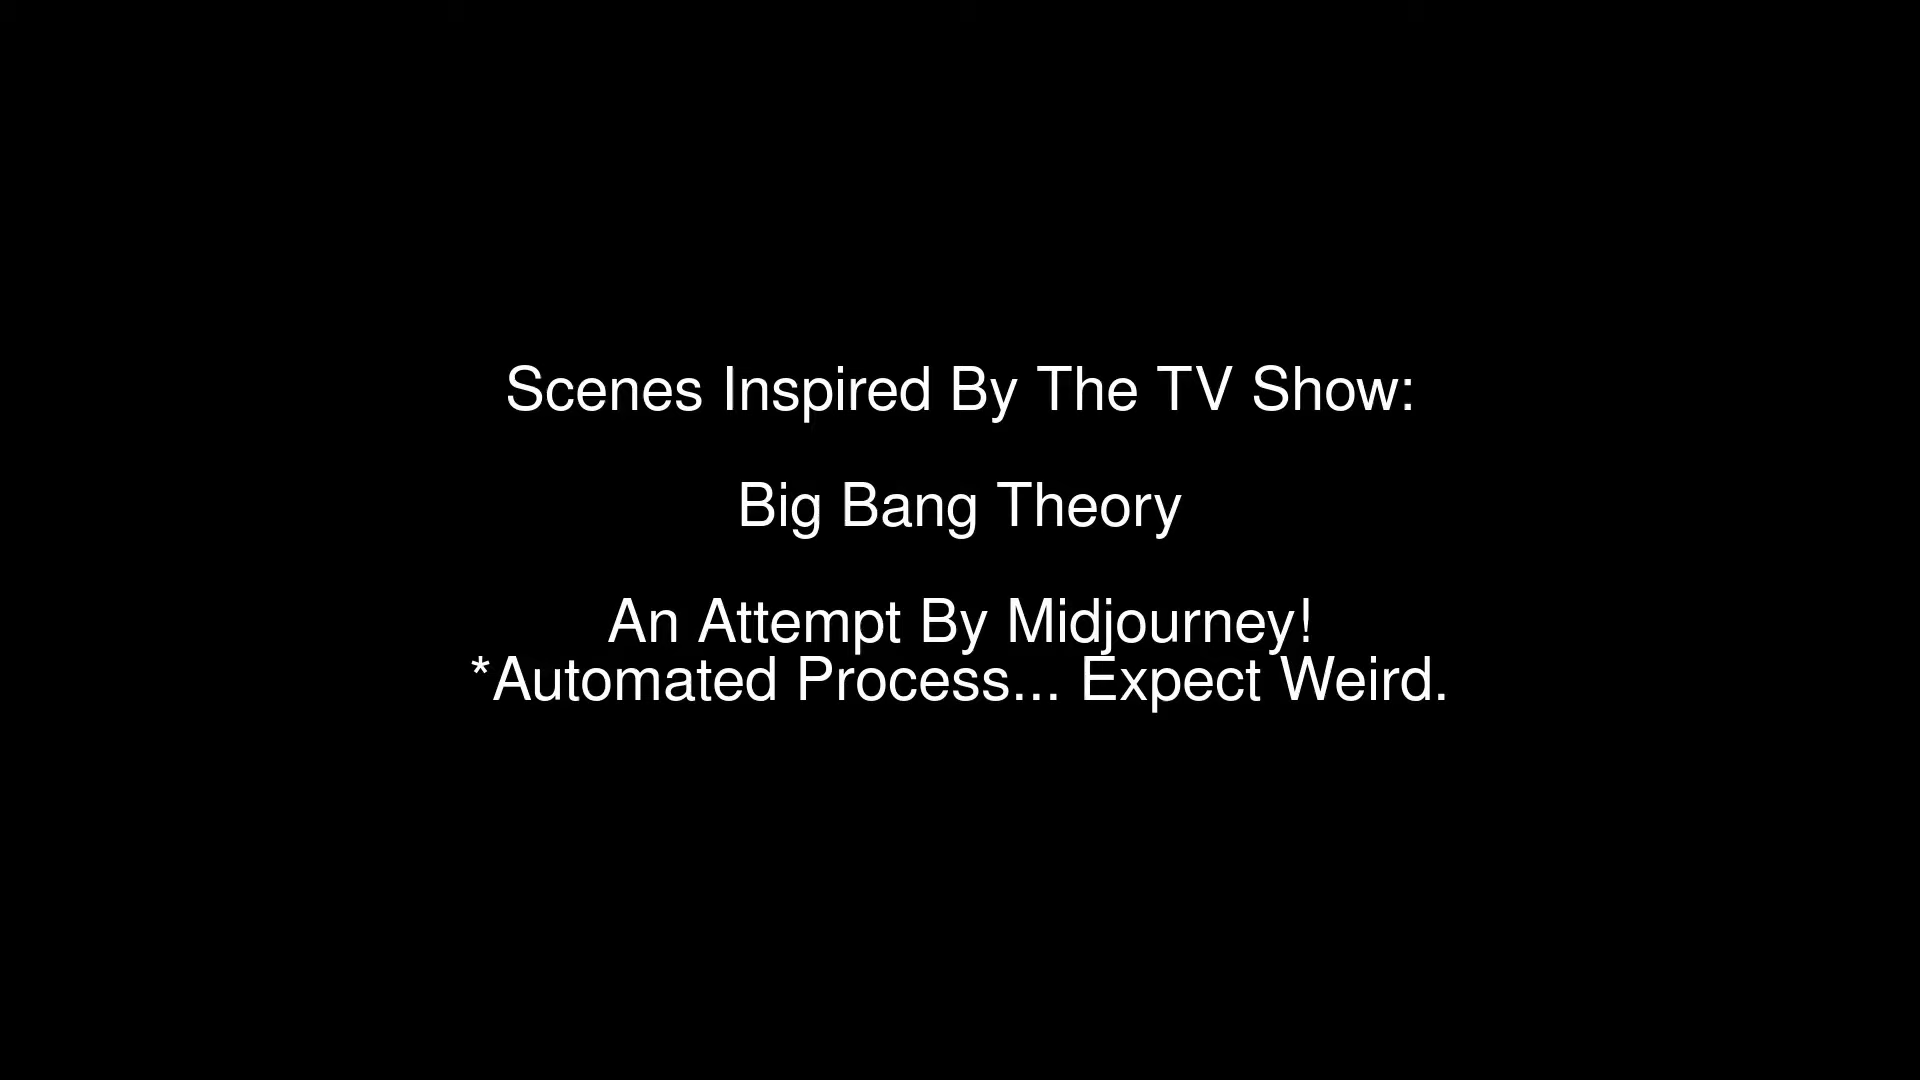 Scenes Inspired By The TV Show:
Big Bang Theory
An Attempt By Midjourney!
*Automated Process... Expect Weird.